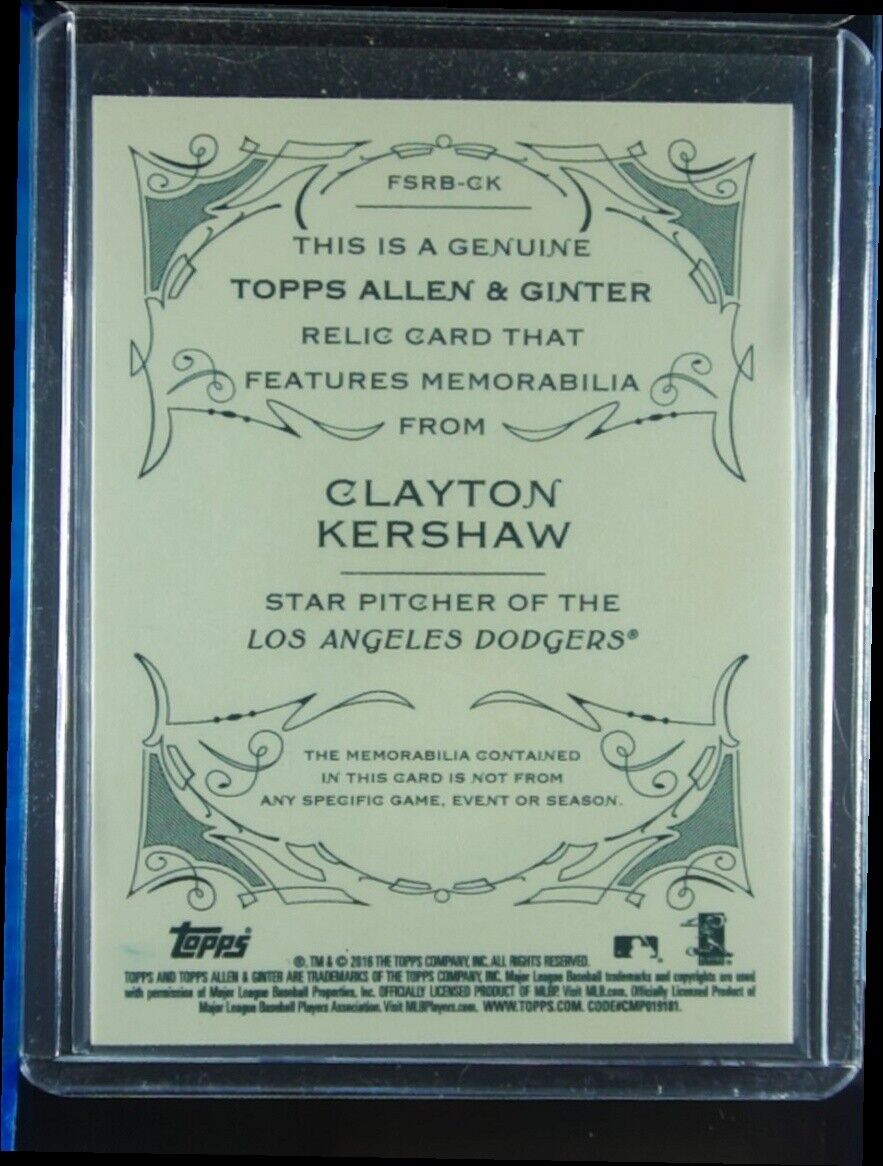 FSRB-CK
THIS IS A GENUINE
TOPPS ALLEN & GINTER
RELIC CARD THAT
FEATURES MEMORABILIA
FROM
CLAYTON
KERSHAW
STAR PITCHER OF THE
LOS ANGELES DODGERS®
THE MEMORABILIA CONTAINED
IN THIS CARD IS NOT FROM
ANY SPECIFIC GAME, EVENT OR SEASON.
Topps®
®, TM & © 2016 THE TOPPS COMPANY, INC. ALL RIGHTS RESERVED.
TOPPS AND TOPPS ALLEN & GINTER ARE TRADEMARKS OF THE TOPPS COMPANY, INC. Major League Baseball trademarks and copyrights are used
with permission of Major League Baseball Properties, Inc. OFFICIALLY LICENSED PRODUCT OF MLBP. Visit MLB.com. Officially Licensed Product of
Major League Baseball Players Association. Visit MLBPlayers.com. WWW.TOPPS.COM. CODE#CMP019181.